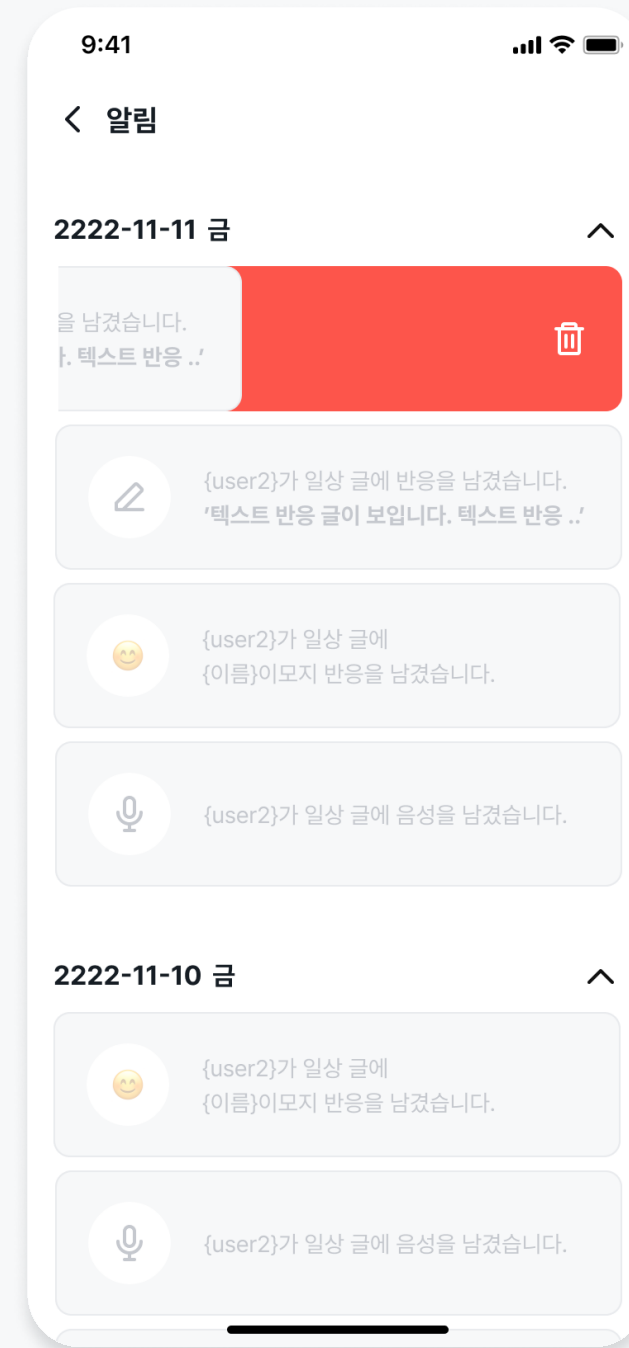 9:41
알림
2222-11-11 금
을 남겼습니다.
. 텍스트 반응 ..’
{user2}가 일상 글에 반응을 남겼습니다.
‘텍스트 반응 글이 보입니다. 텍스트 반응 ..’
{user2}가 일상 글에
{이름}이모지 반응을 남겼습니다.
{user2}가 일상 글에 음성을 남겼습니다.
2222-11-10 금
{user2}가 일상 글에
{이름}이모지 반응을 남겼습니다.
{user2}가 일상 글에 음성을 남겼습니다.